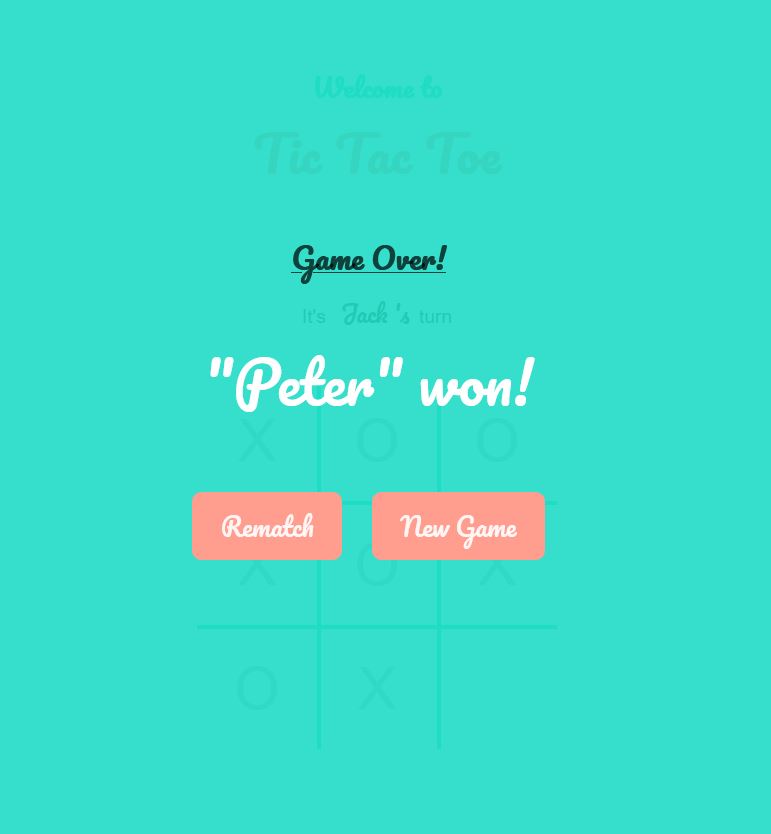 Welcome to
Tic Tac Toe
Game Over!
It's Jack 's turn
"Peter" won!
X O O
Rematch New Game
X O X
O X